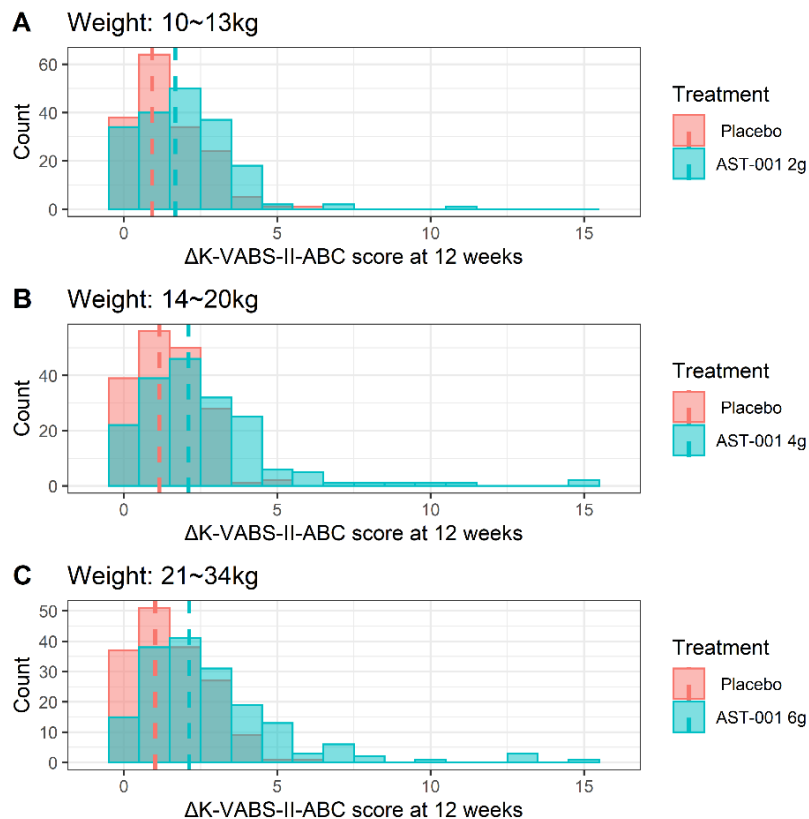 A Weight: 10~13kg
60
40
20
0
Count
0 5 10 15
ΔK-VABS-II-ABC score at 12 weeks
Treatment
Placebo
AST-001 2g
B Weight: 14~20kg
40
20
0
Count
0 5 10 15
ΔK-VABS-II-ABC score at 12 weeks
Treatment
Placebo
AST-001 4g
C Weight: 21~34kg
50
40
30
20
10
0
Count
0 5 10 15
ΔK-VABS-II-ABC score at 12 weeks
Treatment
Placebo
AST-001 6g